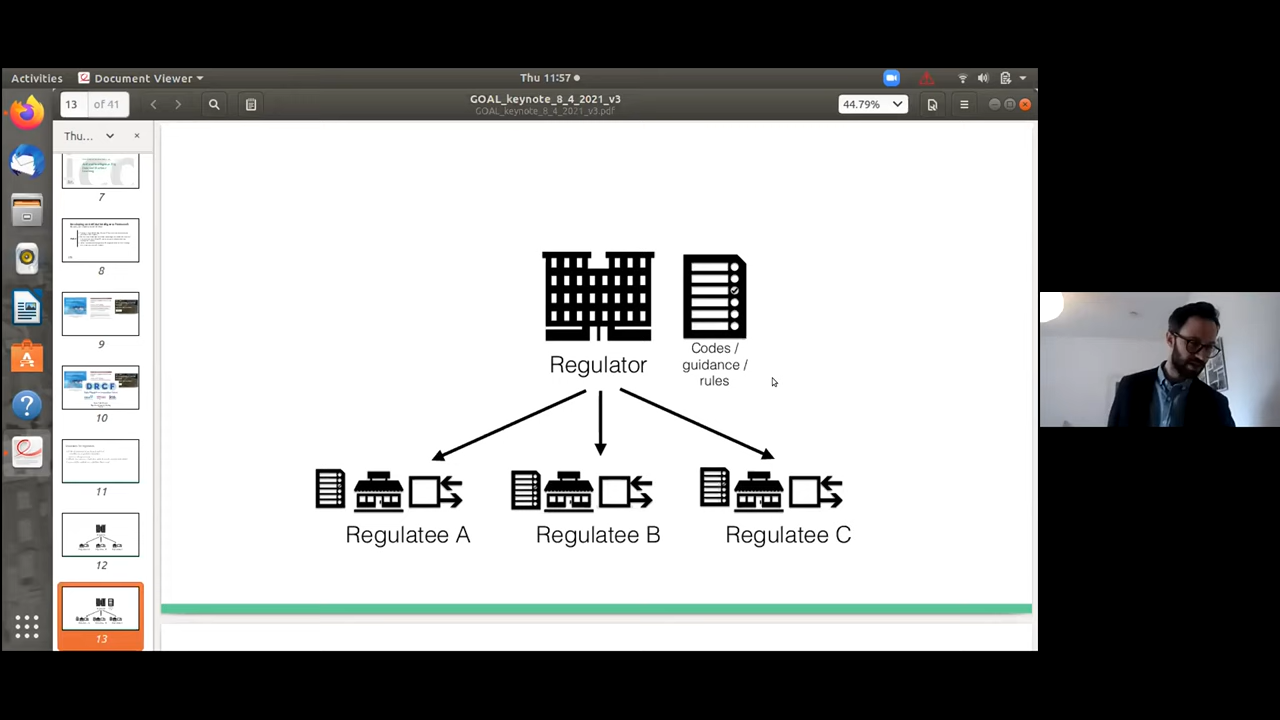 Activities
Document Viewer
Thu 11:57
13
of 41
GOAL_keynote_8_4_2021_v3
GOAL_keynote_8_4_2021_v3.pdf
44.79%
Thu...
7
8
9
DRCF
10
11
12
13
Regulator
Codes /
guidance /
rules
Regulatee A
Regulatee B
Regulatee C